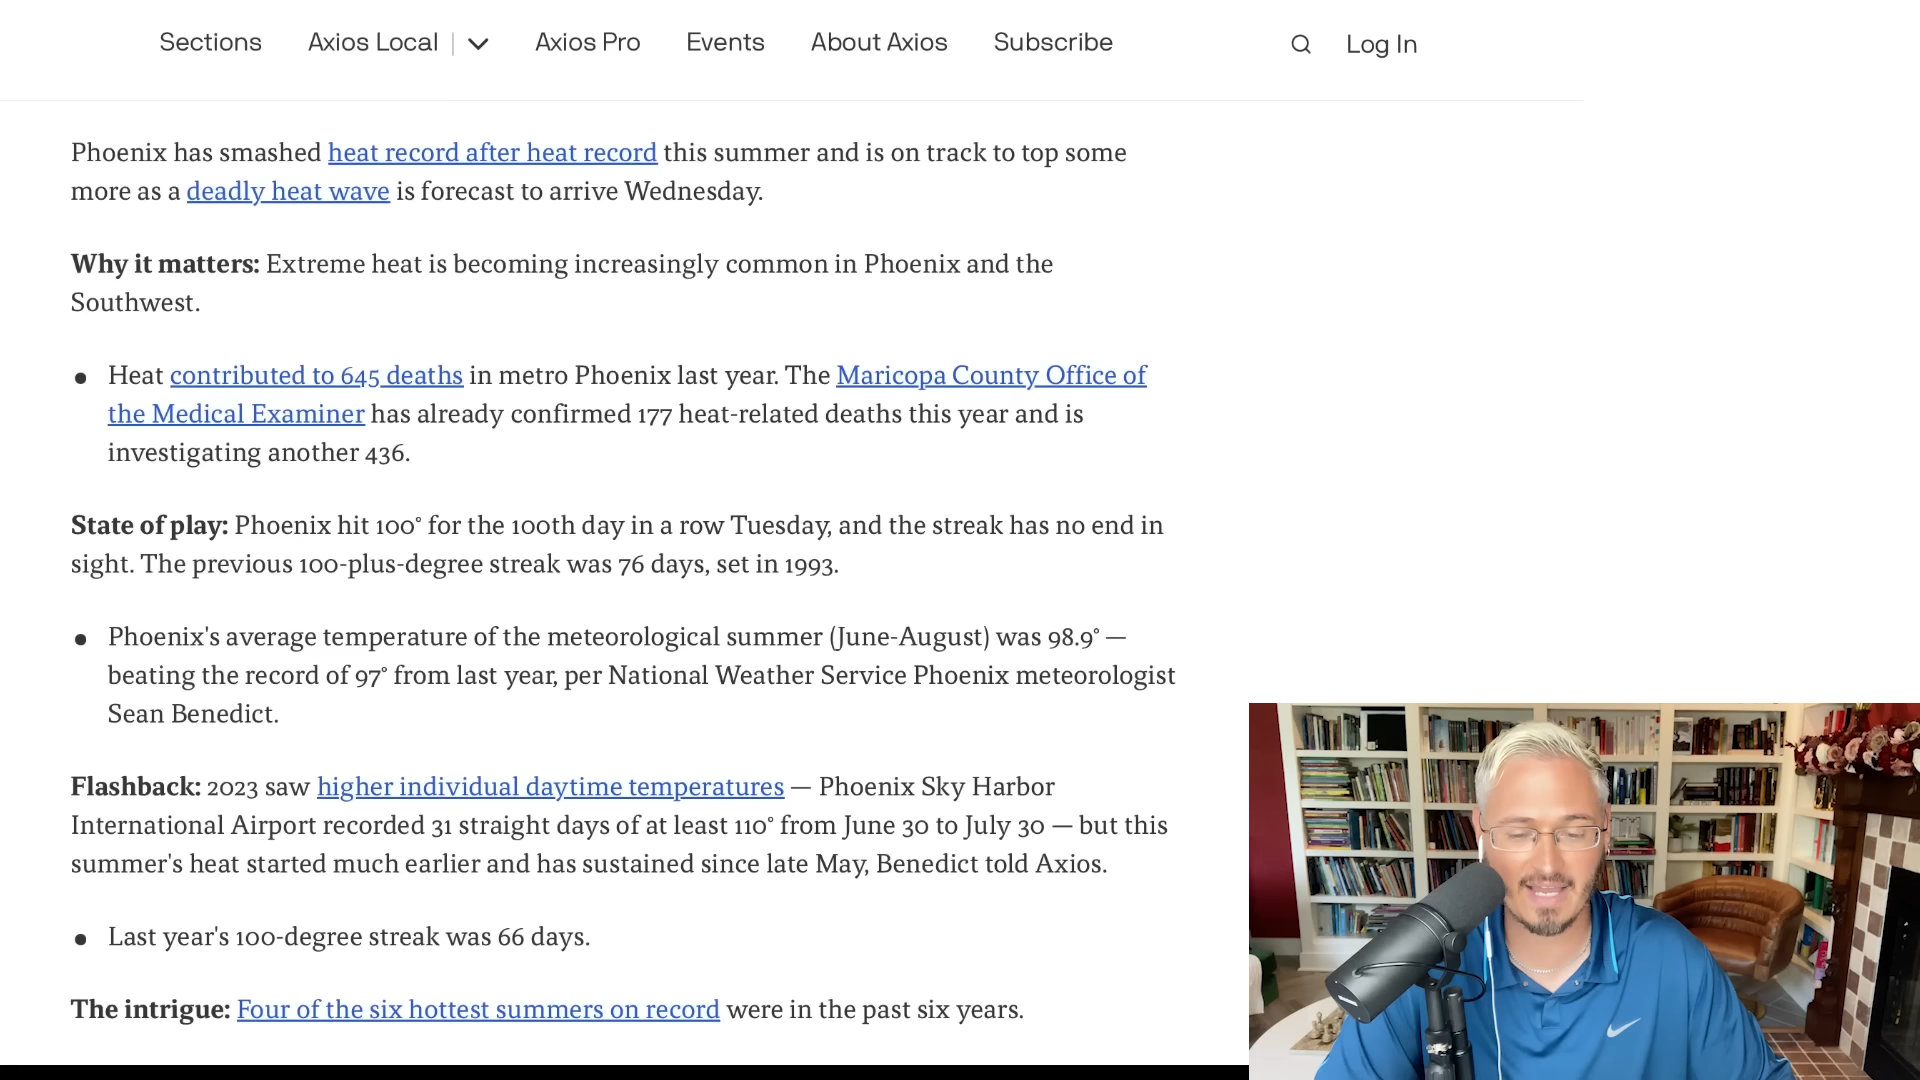 Sections Axios Local Axios Pro Events About Axios Subscribe Log In
Phoenix has smashed heat record after heat record this summer and is on track to top some
more as a deadly heat wave is forecast to arrive Wednesday.
Why it matters: Extreme heat is becoming increasingly common in Phoenix and the
Southwest.
• Heat contributed to 645 deaths in metro Phoenix last year. The Maricopa County Office of
the Medical Examiner has already confirmed 177 heat-related deaths this year and is
investigating another 436.
State of play: Phoenix hit 100° for the 100th day in a row Tuesday, and the streak has no end in
sight. The previous 100-plus-degree streak was 76 days, set in 1993.
• Phoenix's average temperature of the meteorological summer (June-August) was 98.9° —
beating the record of 97° from last year, per National Weather Service Phoenix meteorologist
Sean Benedict.
Flashback: 2023 saw higher individual daytime temperatures — Phoenix Sky Harbor
International Airport recorded 31 straight days of at least 110° from June 30 to July 30 — but this
summer's heat started much earlier and has sustained since late May, Benedict told Axios.
• Last year's 100-degree streak was 66 days.
The intrigue: Four of the six hottest summers on record were in the past six years.